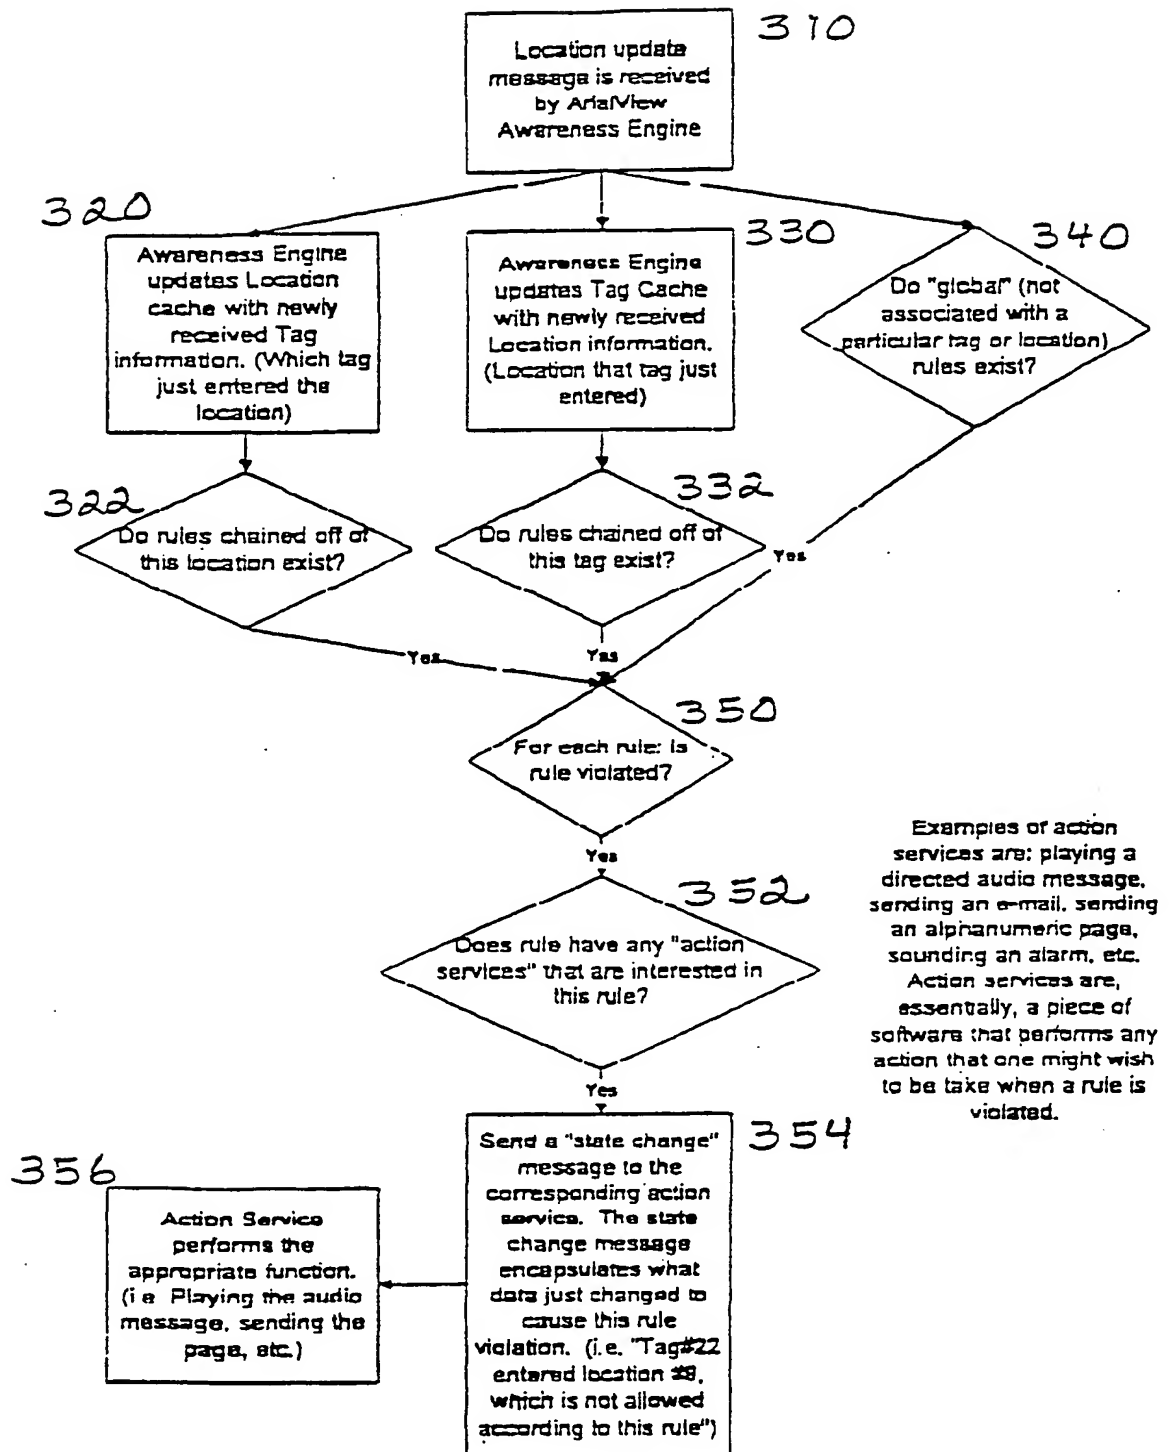 310
Location update
message is received
by ArialView
Awareness Engine
320
Awareness Engine
updates Location
cache with newly
received Tag
information. (Which tag
just entered the
location)
330
Awareness Engine
updates Tag Cache
with newly received
Location information.
(Location that tag just
entered)
340
Do "global" (not
associated with a
particular tag or location)
rules exist?
322
Do rules chained off of
this location exist?
332
Do rules chained off of
this tag exist?
Yes
Yes
Yes
350
For each rule: is
rule violated?
Yes
352
Does rule have any "action
services" that are interested in
this rule?
Yes
Examples of action
services are: playing a
directed audio message,
sending an e-mail, sending
an alphanumeric page,
sounding an alarm, etc.
Action services are,
essentially, a piece of
software that performs any
action that one might wish
to be take when a rule is
violated.
354
Send a "state change"
message to the
corresponding action
service. The state
change message
encapsulates what
data just changed to
cause this rule
violation. (i.e. "Tag#22
entered location #9,
which is not allowed
according to this rule")
356
Action Service
performs the
appropriate function.
(i.e Playing the audio
message, sending the
page, etc.)